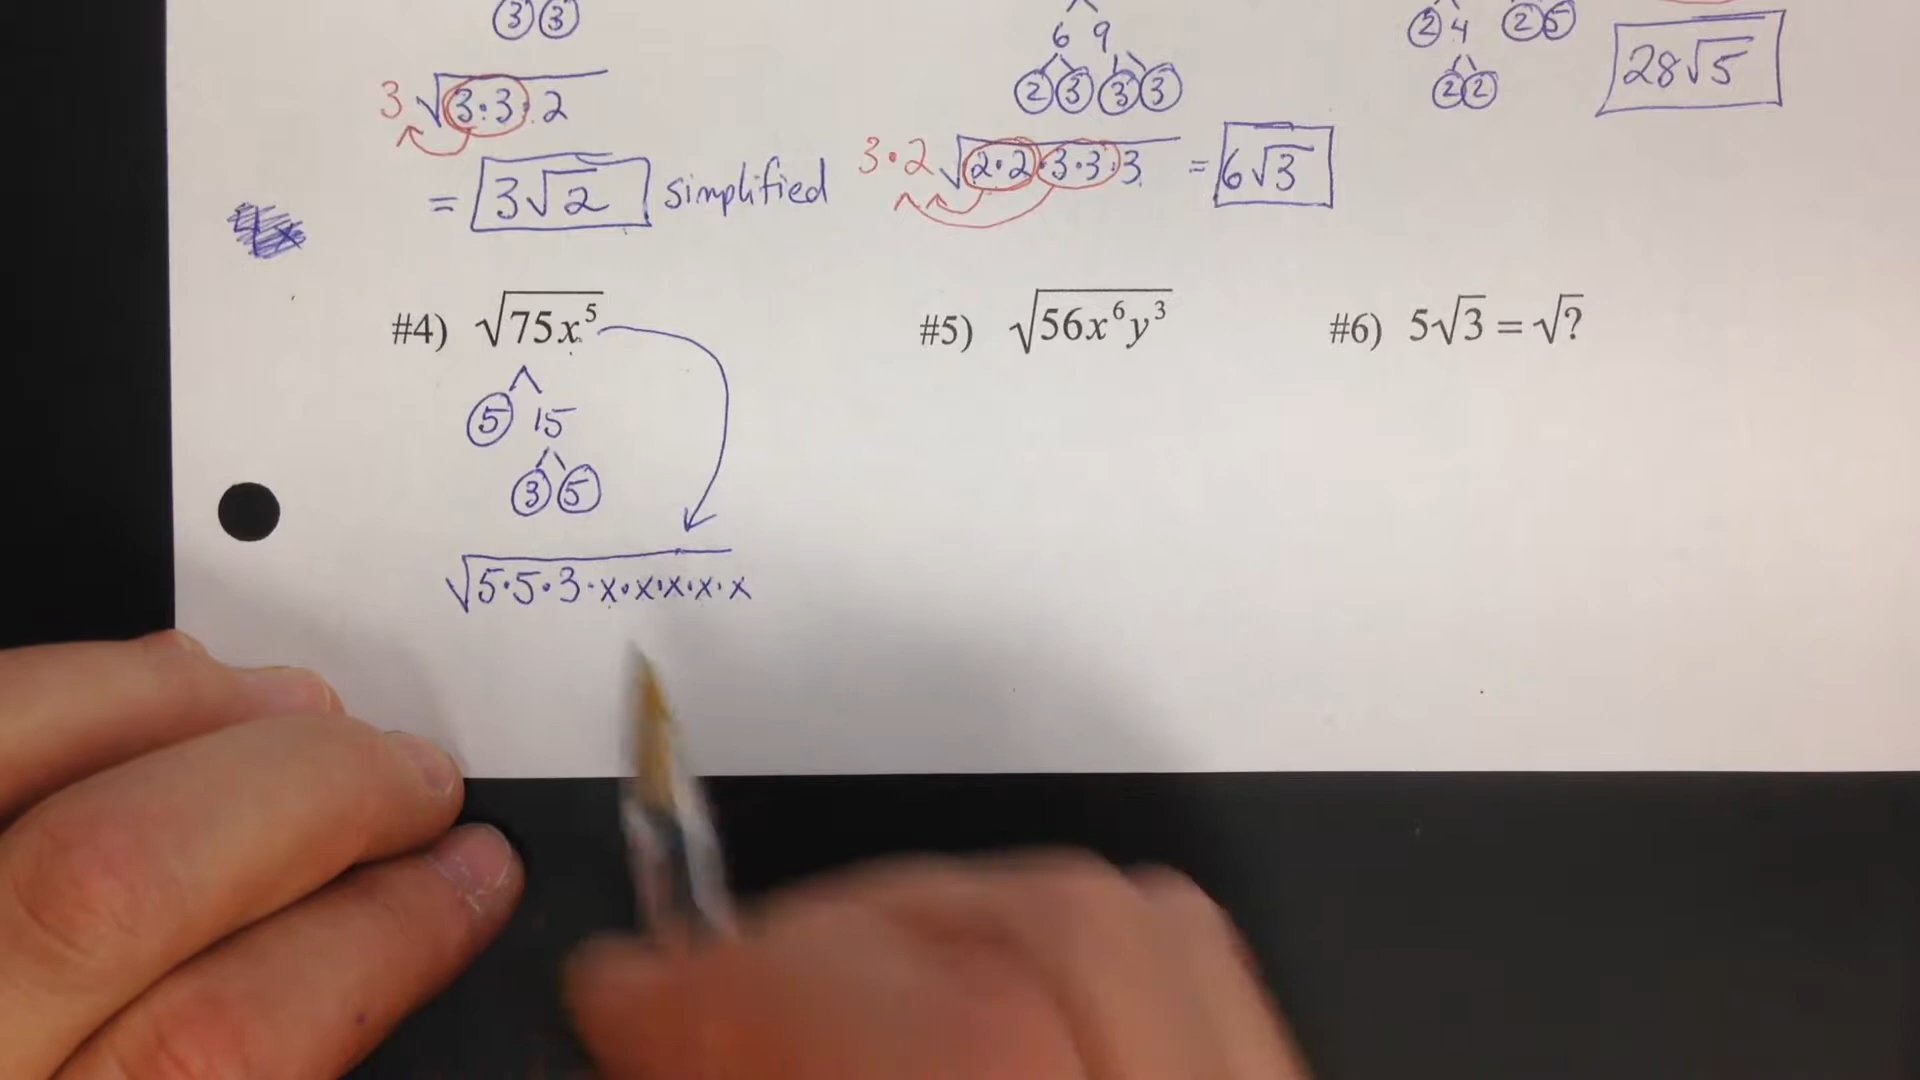 3 3
3√3·3·2
= 3√2 simplified
6 9
2 3 3 3
3·2√2·2·3·3·3 = 6√3
2 4 2 5
2 2
28√5
#4) √75x⁵
5 15
3 5
√5·5·3·x·x·x·x·x
#5) √56x⁶y³
#6) 5√3 = √?